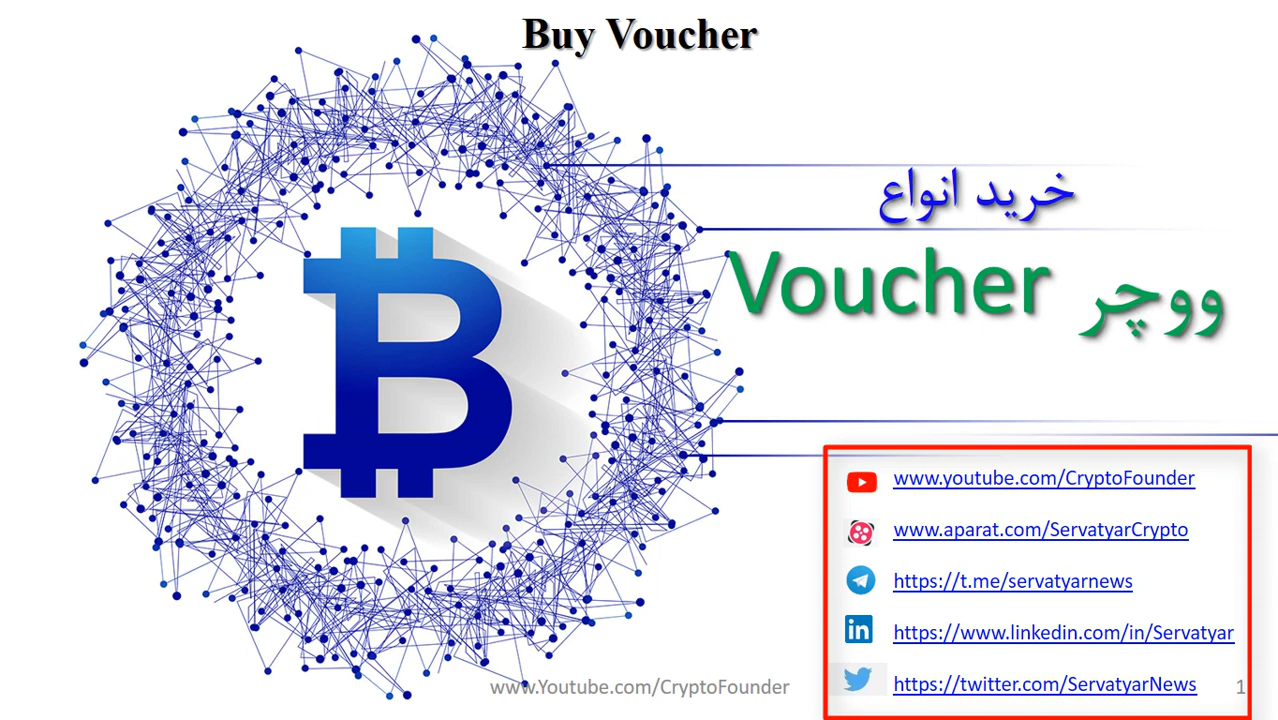 Buy Voucher
خرید انواع
ووچر Voucher
www.youtube.com/CryptoFounder
www.aparat.com/ServatyarCrypto
https://t.me/servatyarnews
https://www.linkedin.com/in/Servatyar
https://twitter.com/ServatyarNews
www.Youtube.com/CryptoFounder
1